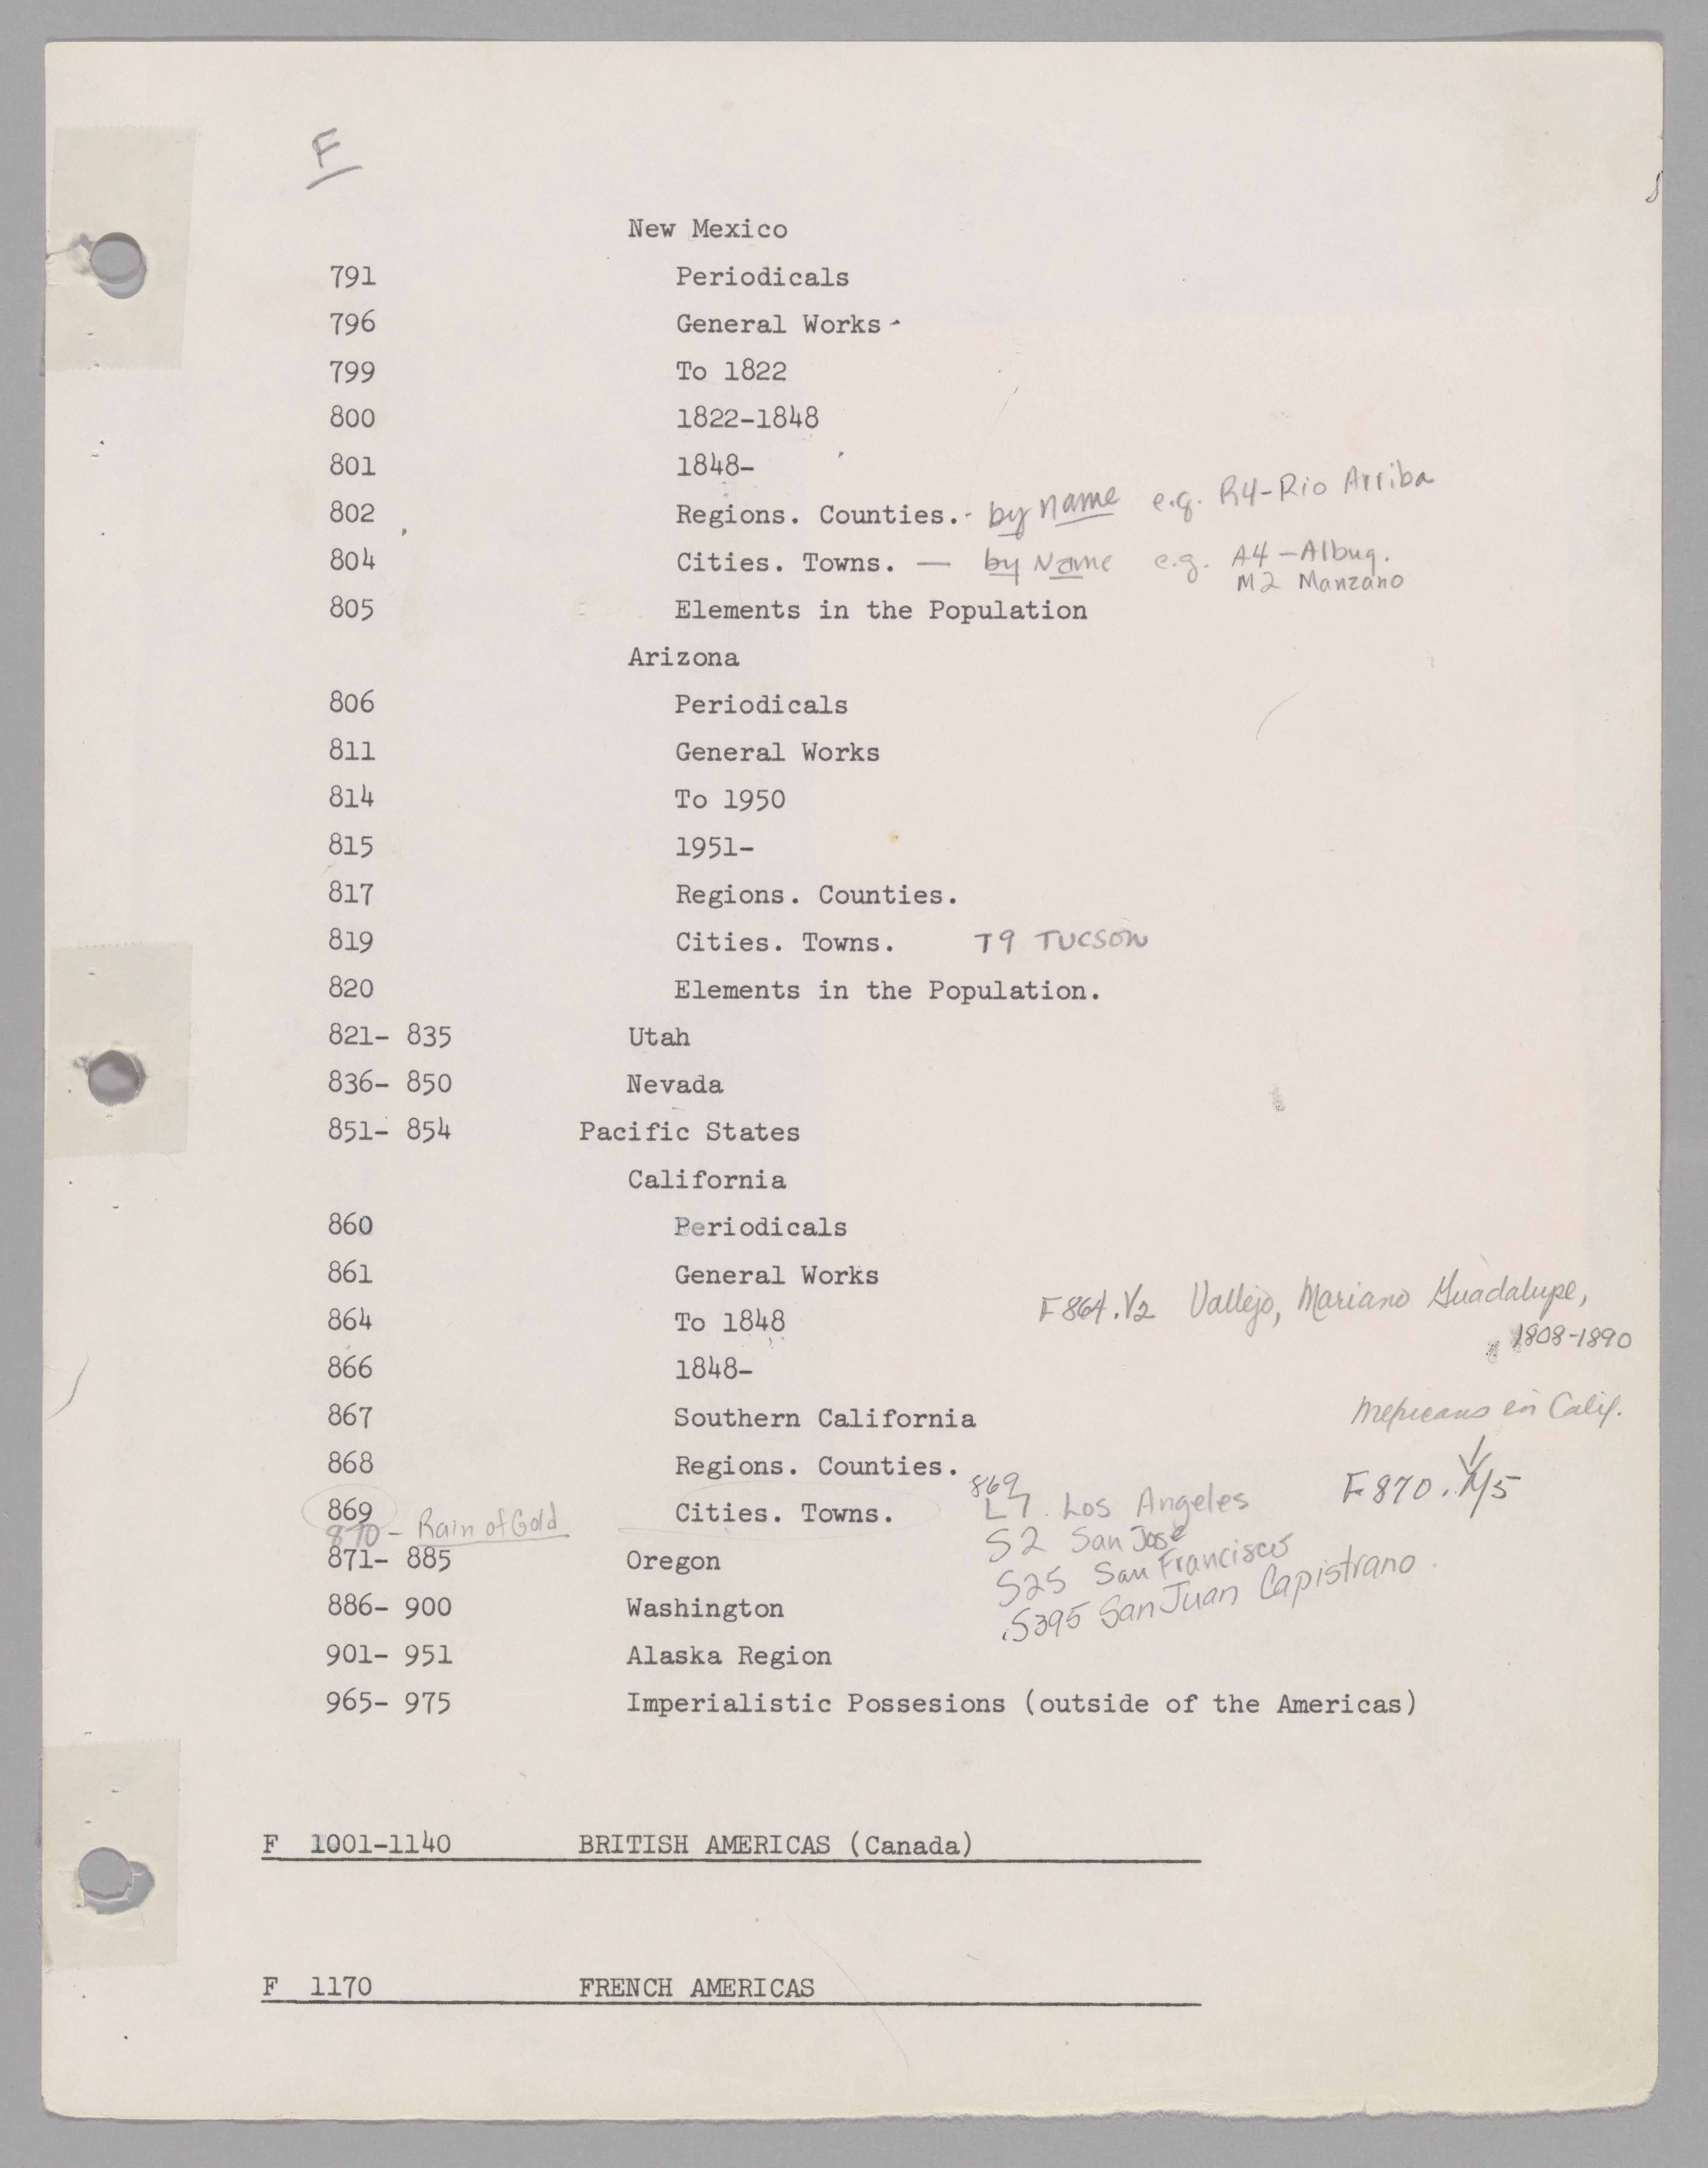 F
New Mexico
791 Periodicals
796 General Works -
799 To 1822
800 1822-1848
801 1848-
802 Regions. Counties. - by name e.g. R4-Rio Arriba
804 Cities. Towns. — by Name e.g. A4 - Albuq.
M2 Manzano
805 Elements in the Population
Arizona
806 Periodicals
811 General Works
814 To 1950
815 1951-
817 Regions. Counties.
819 Cities. Towns. T9 TUCSON
820 Elements in the Population.
821- 835 Utah
836- 850 Nevada
851- 854 Pacific States
California
860 Periodicals
861 General Works
F864.V2 Vallejo, Mariano Guadalupe,
864 To 1848
1808-1890
866 1848-
867 Southern California
Mexicans in Calif.
868 Regions. Counties.
869
F870.M5
869 Cities. Towns. L7 Los Angeles
870 - Rain of Gold
S2 San Jose
871- 885 Oregon
S25 San Francisco
886- 900 Washington
.S395 San Juan Capistrano
901- 951 Alaska Region
965- 975 Imperialistic Possesions (outside of the Americas)
F 1001-1140 BRITISH AMERICAS (Canada)
F 1170 FRENCH AMERICAS